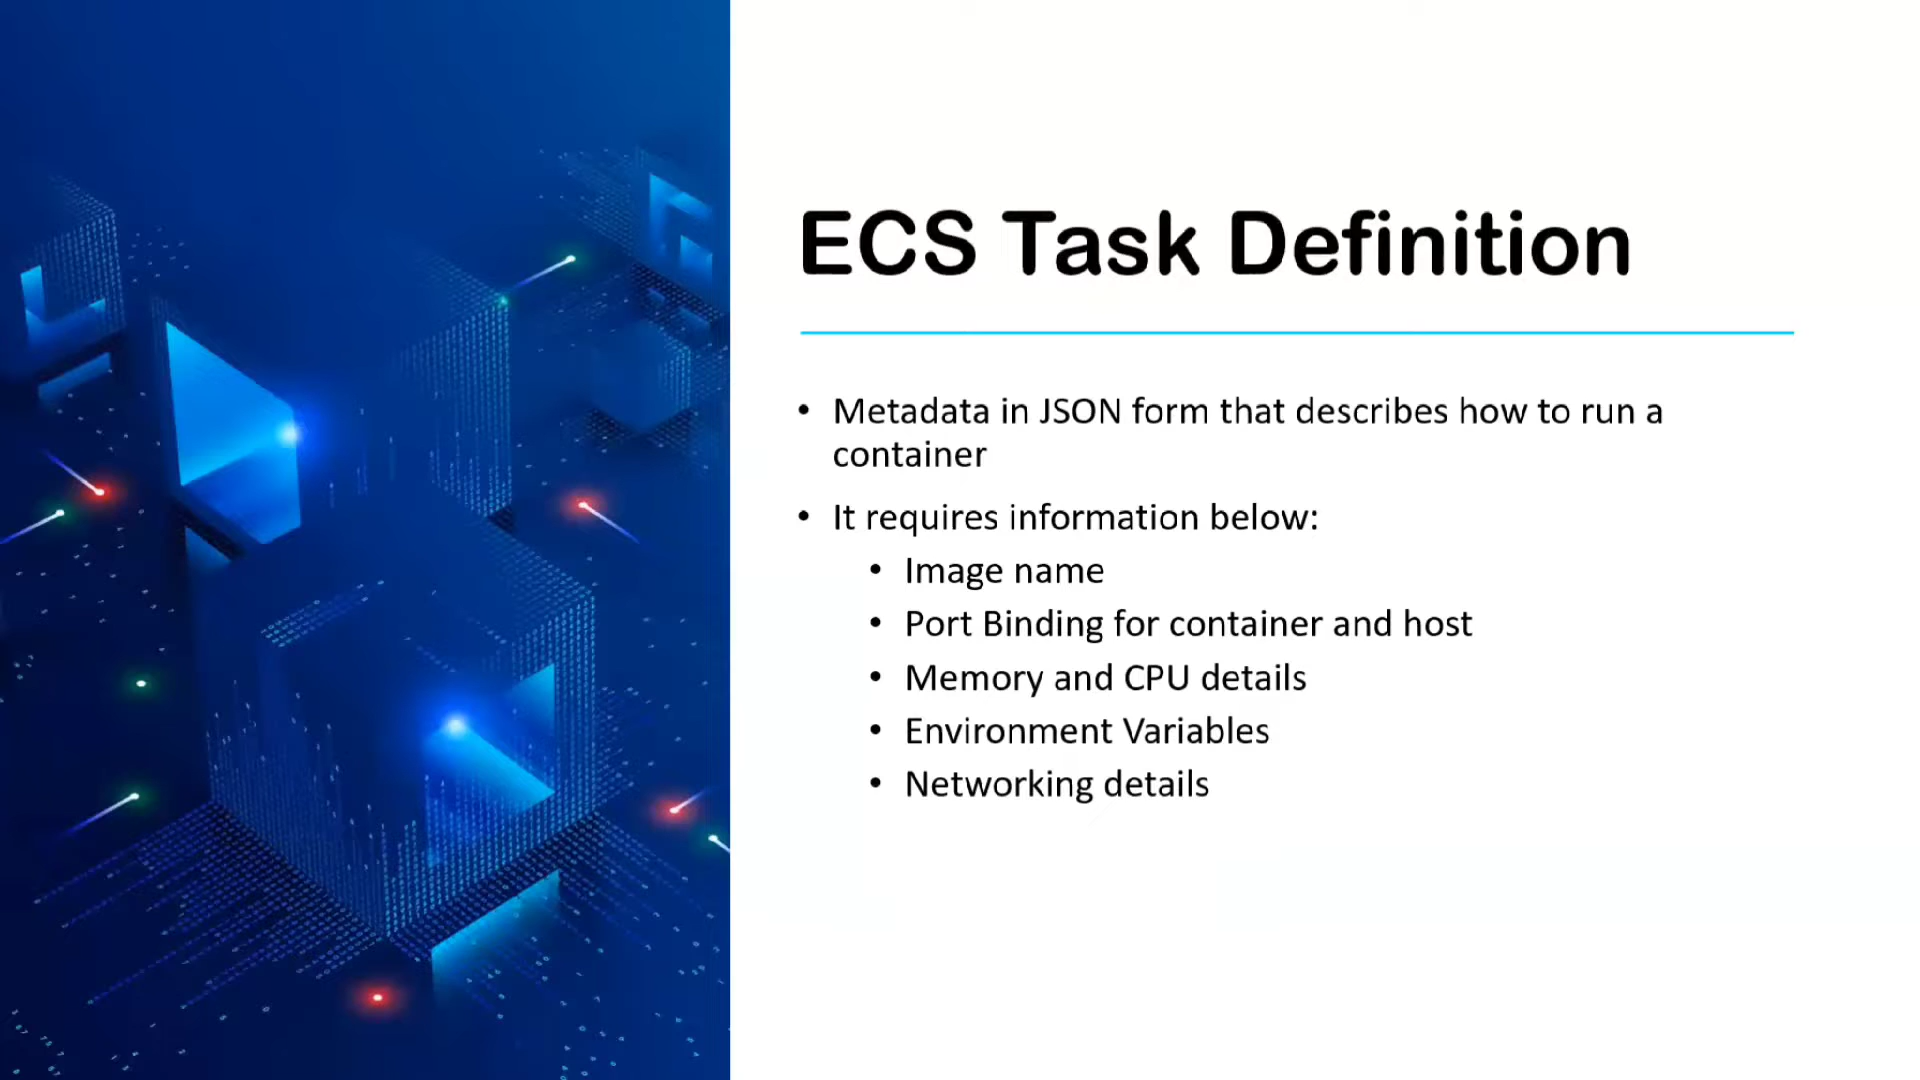 ECS Task Definition
• Metadata in JSON form that describes how to run a
container
• It requires information below:
• Image name
• Port Binding for container and host
• Memory and CPU details
• Environment Variables
• Networking details